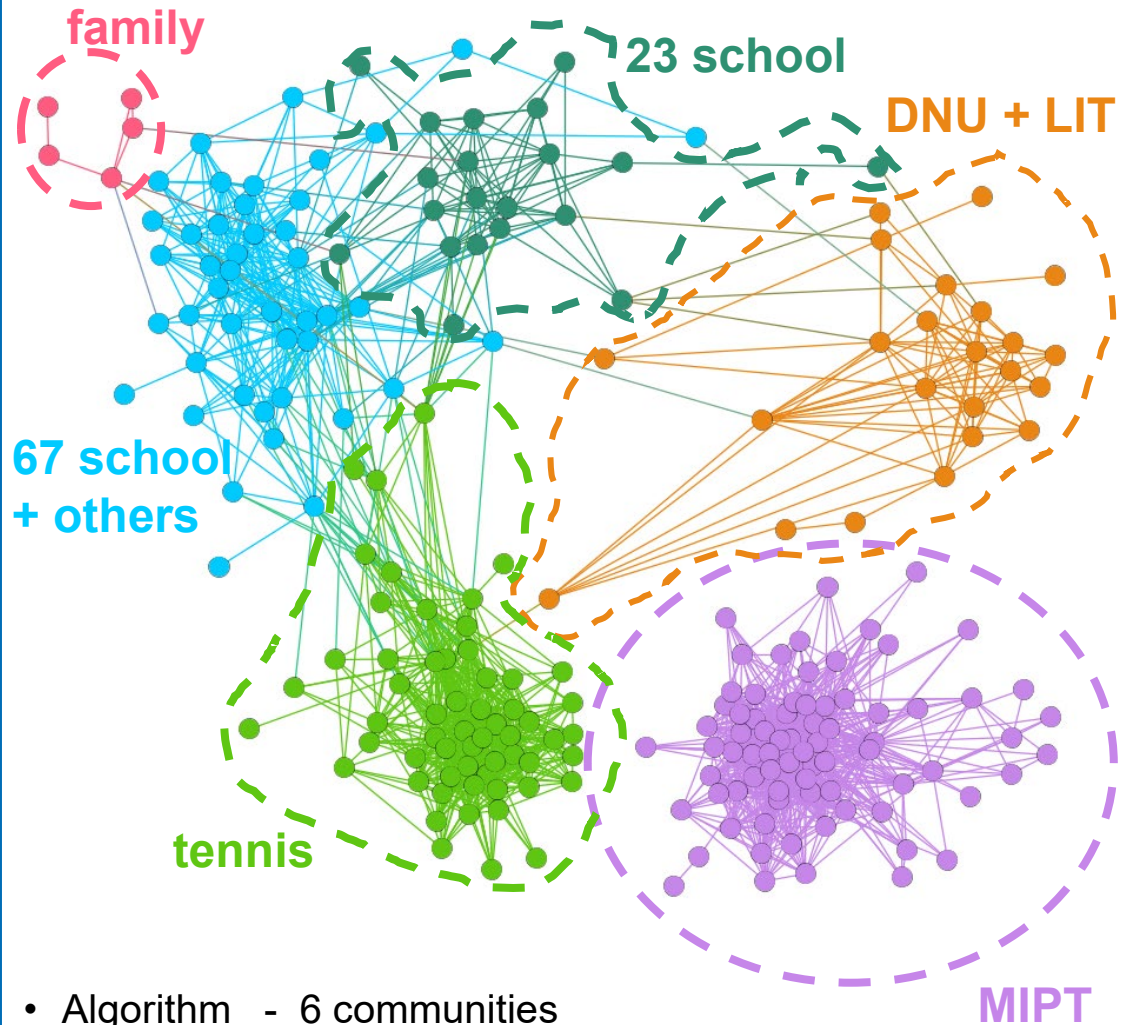 family
23 school
DNU + LIT
67 school
+ others
tennis
MIPT
• Algorithm - 6 communities